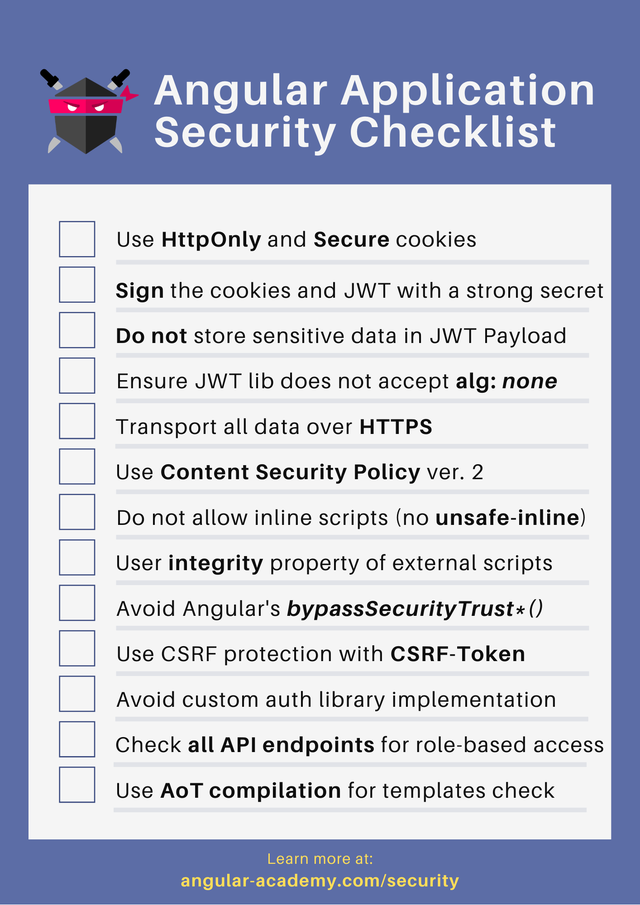 Angular Application
Security Checklist
Use HttpOnly and Secure cookies
Sign the cookies and JWT with a strong secret
Do not store sensitive data in JWT Payload
Ensure JWT lib does not accept alg: none
Transport all data over HTTPS
Use Content Security Policy ver. 2
Do not allow inline scripts (no unsafe-inline)
User integrity property of external scripts
Avoid Angular's bypassSecurityTrust*()
Use CSRF protection with CSRF-Token
Avoid custom auth library implementation
Check all API endpoints for role-based access
Use AoT compilation for templates check
Learn more at:
angular-academy.com/security